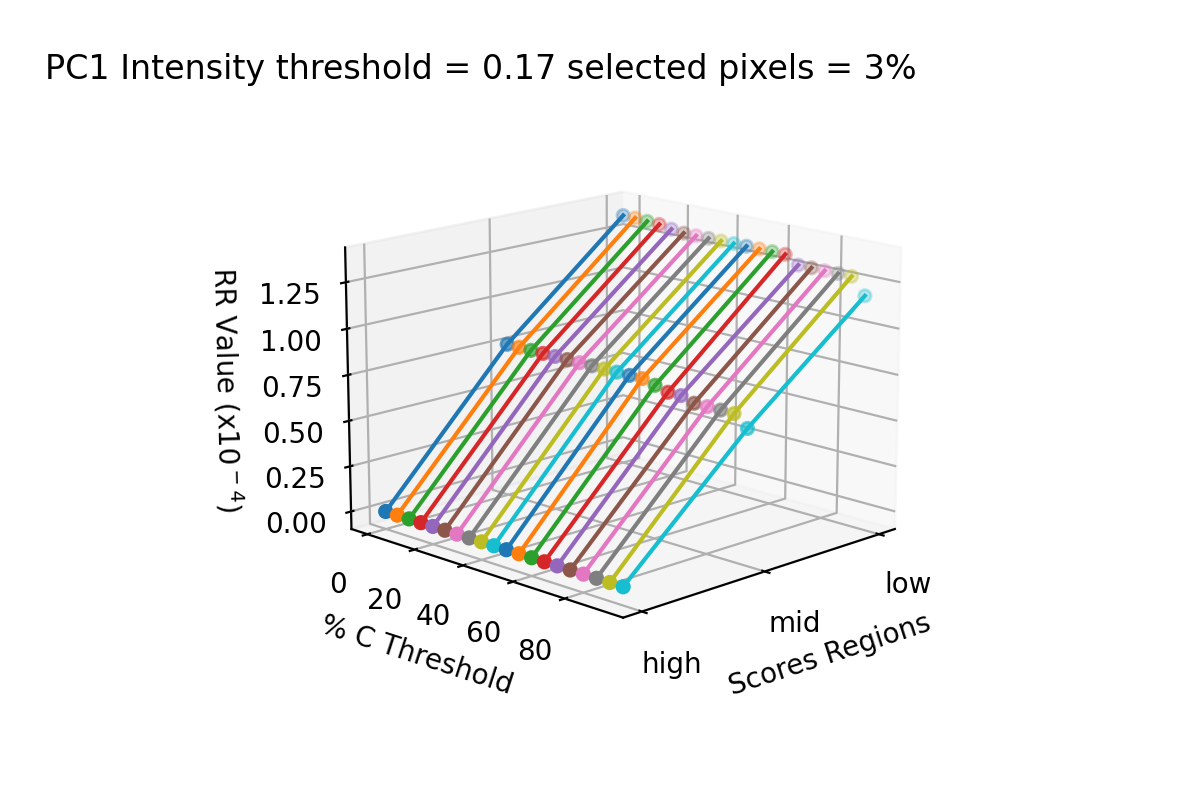 PC1 Intensity threshold = 0.17 selected pixels = 3%
RR Value (x10⁻⁴)
1.25
1.00
0.75
0.50
0.25
0.00
0
20
40
60
80
% C Threshold
high
mid
low
Scores Regions